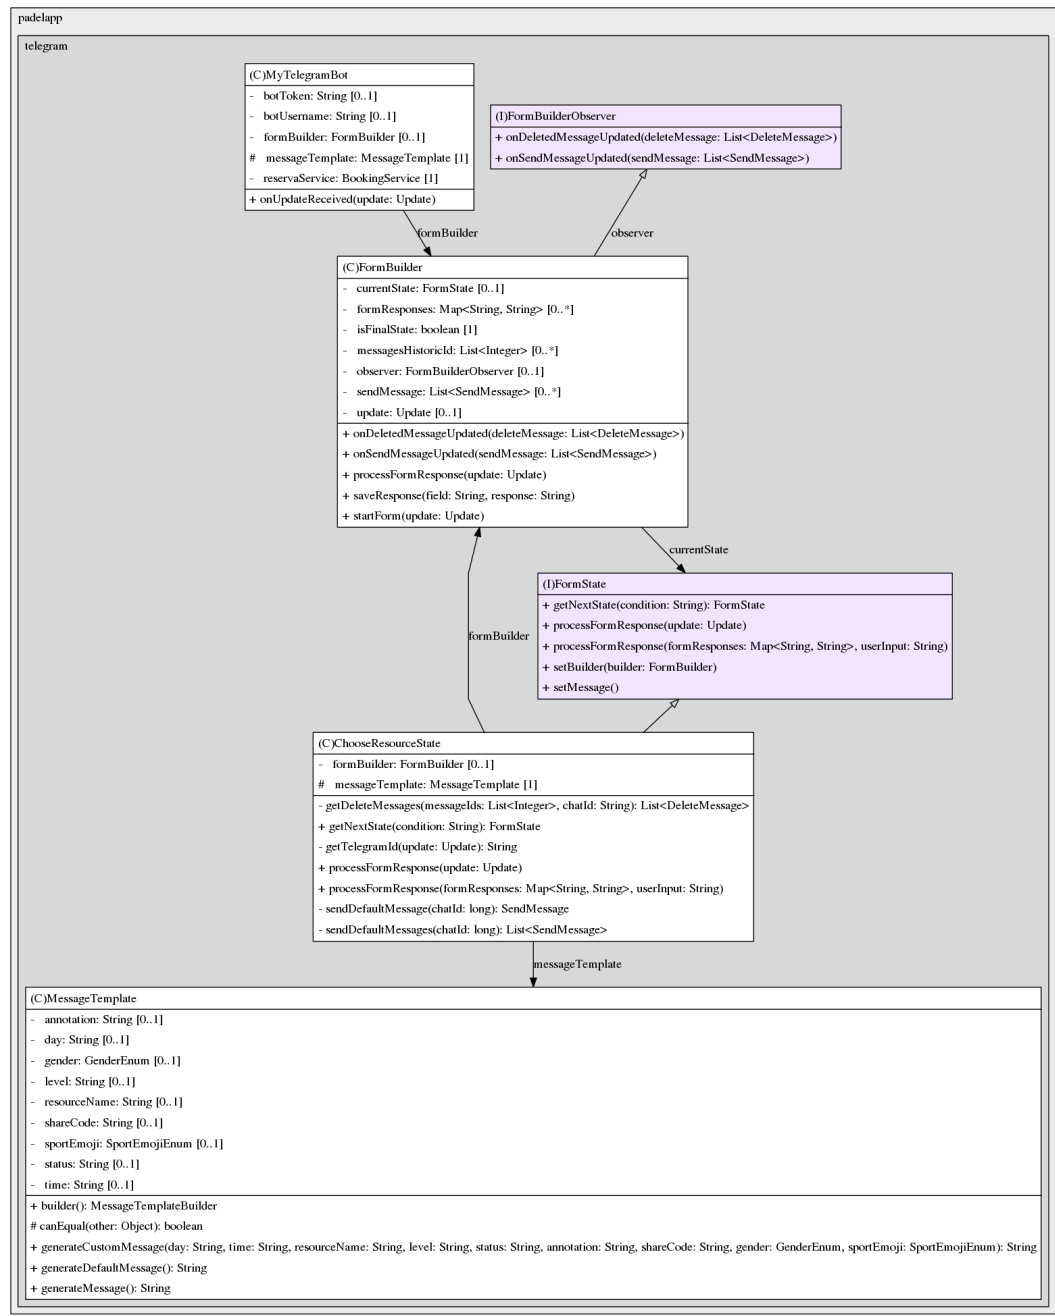 padelapp
telegram
(C)MyTelegramBot
- botToken: String [0..1]
- botUsername: String [0..1]
- formBuilder: FormBuilder [0..1]
# messageTemplate: MessageTemplate [1]
- reservaService: BookingService [1]
+ onUpdateReceived(update: Update)
(I)FormBuilderObserver
+ onDeletedMessageUpdated(deleteMessage: List<DeleteMessage>)
+ onSendMessageUpdated(sendMessage: List<SendMessage>)
formBuilder
observer
(C)FormBuilder
- currentState: FormState [0..1]
- formResponses: Map<String, String> [0..*]
- isFinalState: boolean [1]
- messagesHistoricId: List<Integer> [0..*]
- observer: FormBuilderObserver [0..1]
- sendMessage: List<SendMessage> [0..*]
- update: Update [0..1]
+ onDeletedMessageUpdated(deleteMessage: List<DeleteMessage>)
+ onSendMessageUpdated(sendMessage: List<SendMessage>)
+ processFormResponse(update: Update)
+ saveResponse(field: String, response: String)
+ startForm(update: Update)
currentState
(I)FormState
+ getNextState(condition: String): FormState
+ processFormResponse(update: Update)
+ processFormResponse(formResponses: Map<String, String>, userInput: String)
+ setBuilder(builder: FormBuilder)
+ setMessage()
formBuilder
(C)ChooseResourceState
- formBuilder: FormBuilder [0..1]
# messageTemplate: MessageTemplate [1]
- getDeleteMessages(messageIds: List<Integer>, chatId: String): List<DeleteMessage>
+ getNextState(condition: String): FormState
- getTelegramId(update: Update): String
+ processFormResponse(update: Update)
+ processFormResponse(formResponses: Map<String, String>, userInput: String)
- sendDefaultMessage(chatId: long): SendMessage
- sendDefaultMessages(chatId: long): List<SendMessage>
messageTemplate
(C)MessageTemplate
- annotation: String [0..1]
- day: String [0..1]
- gender: GenderEnum [0..1]
- level: String [0..1]
- resourceName: String [0..1]
- shareCode: String [0..1]
- sportEmoji: SportEmojiEnum [0..1]
- status: String [0..1]
- time: String [0..1]
+ builder(): MessageTemplateBuilder
# canEqual(other: Object): boolean
+ generateCustomMessage(day: String, time: String, resourceName: String, level: String, status: String, annotation: String, shareCode: String, gender: GenderEnum, sportEmoji: SportEmojiEnum): String
+ generateDefaultMessage(): String
+ generateMessage(): String